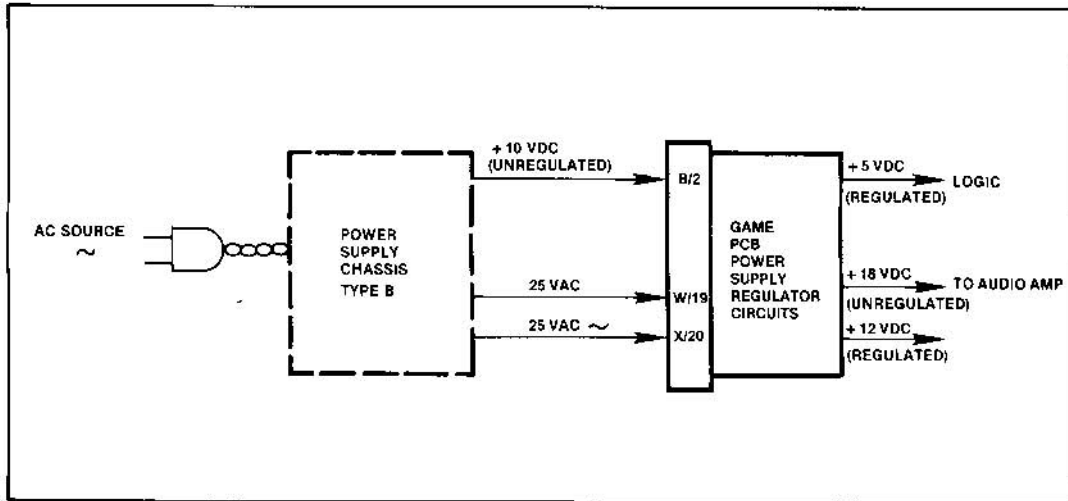 AC SOURCE
~
POWER
SUPPLY
CHASSIS
TYPE B
+ 10 VDC
(UNREGULATED)
25 VAC
25 VAC ~
B/2
W/19
X/20
GAME
PCB
POWER
SUPPLY
REGULATOR
CIRCUITS
+ 5 VDC
(REGULATED)
LOGIC
+ 18 VDC
(UNREGULATED)
TO AUDIO AMP
+ 12 VDC
(REGULATED)